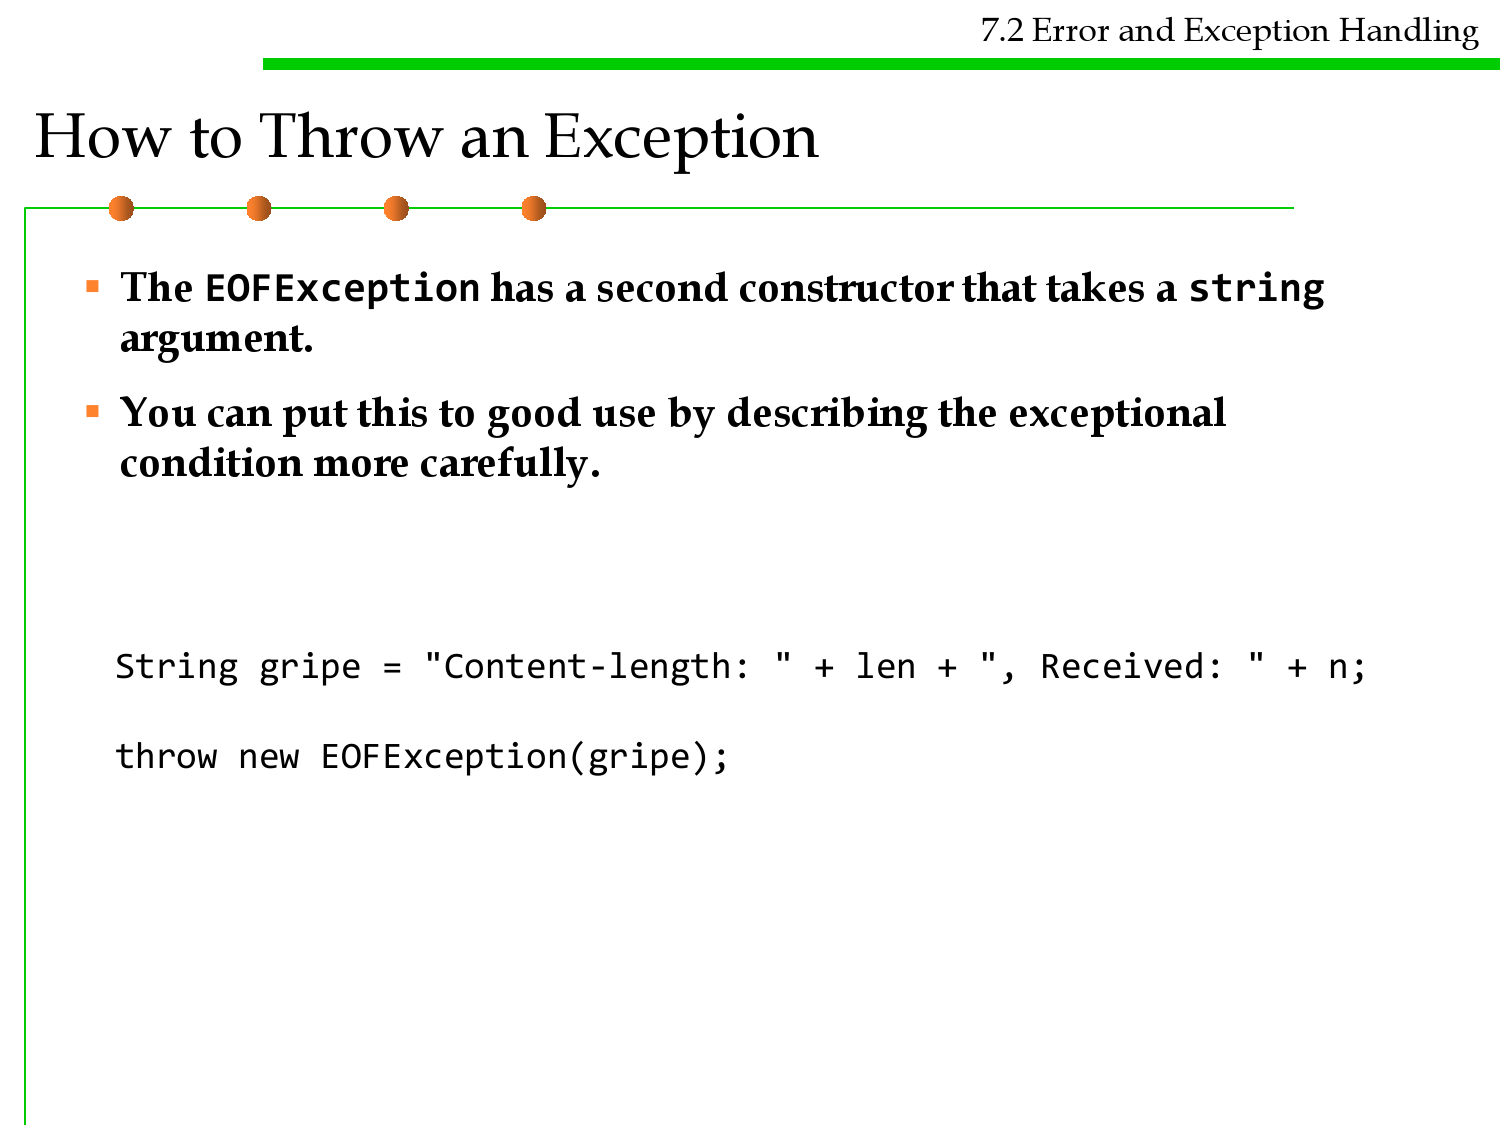 7.2 Error and Exception Handling
How to Throw an Exception
▪ The EOFException has a second constructor that takes a string
argument.
▪ You can put this to good use by describing the exceptional
condition more carefully.
String gripe = "Content-length: " + len + ", Received: " + n;
throw new EOFException(gripe);